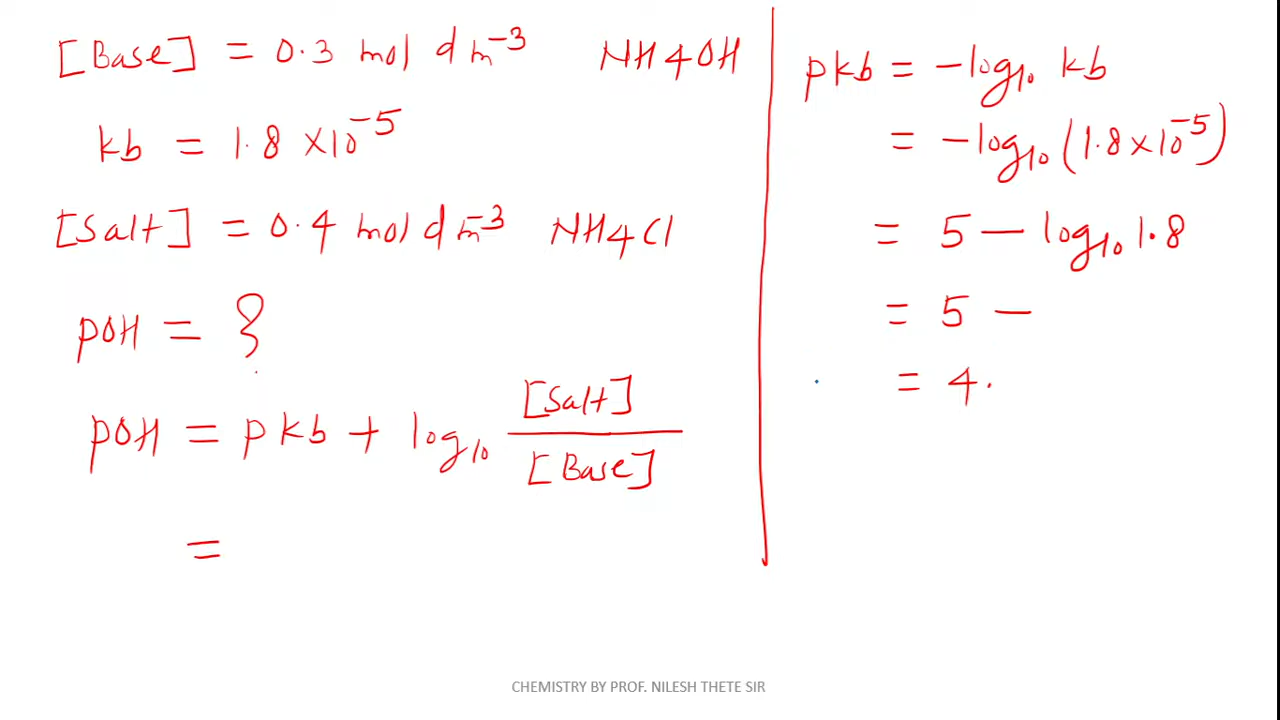 [Base] = 0.3 mol dm⁻³ NH4OH
kb = 1.8 ×10⁻⁵
[Salt] = 0.4 mol dm⁻³ NH4Cl
pOH = ?
pOH = pkb + log₁₀ [Salt]
[Base]
=
pkb = -log₁₀ kb
= -log₁₀ (1.8×10⁻⁵)
= 5 - log₁₀ 1.8
= 5 -
= 4.
CHEMISTRY BY PROF. NILESH THETE SIR